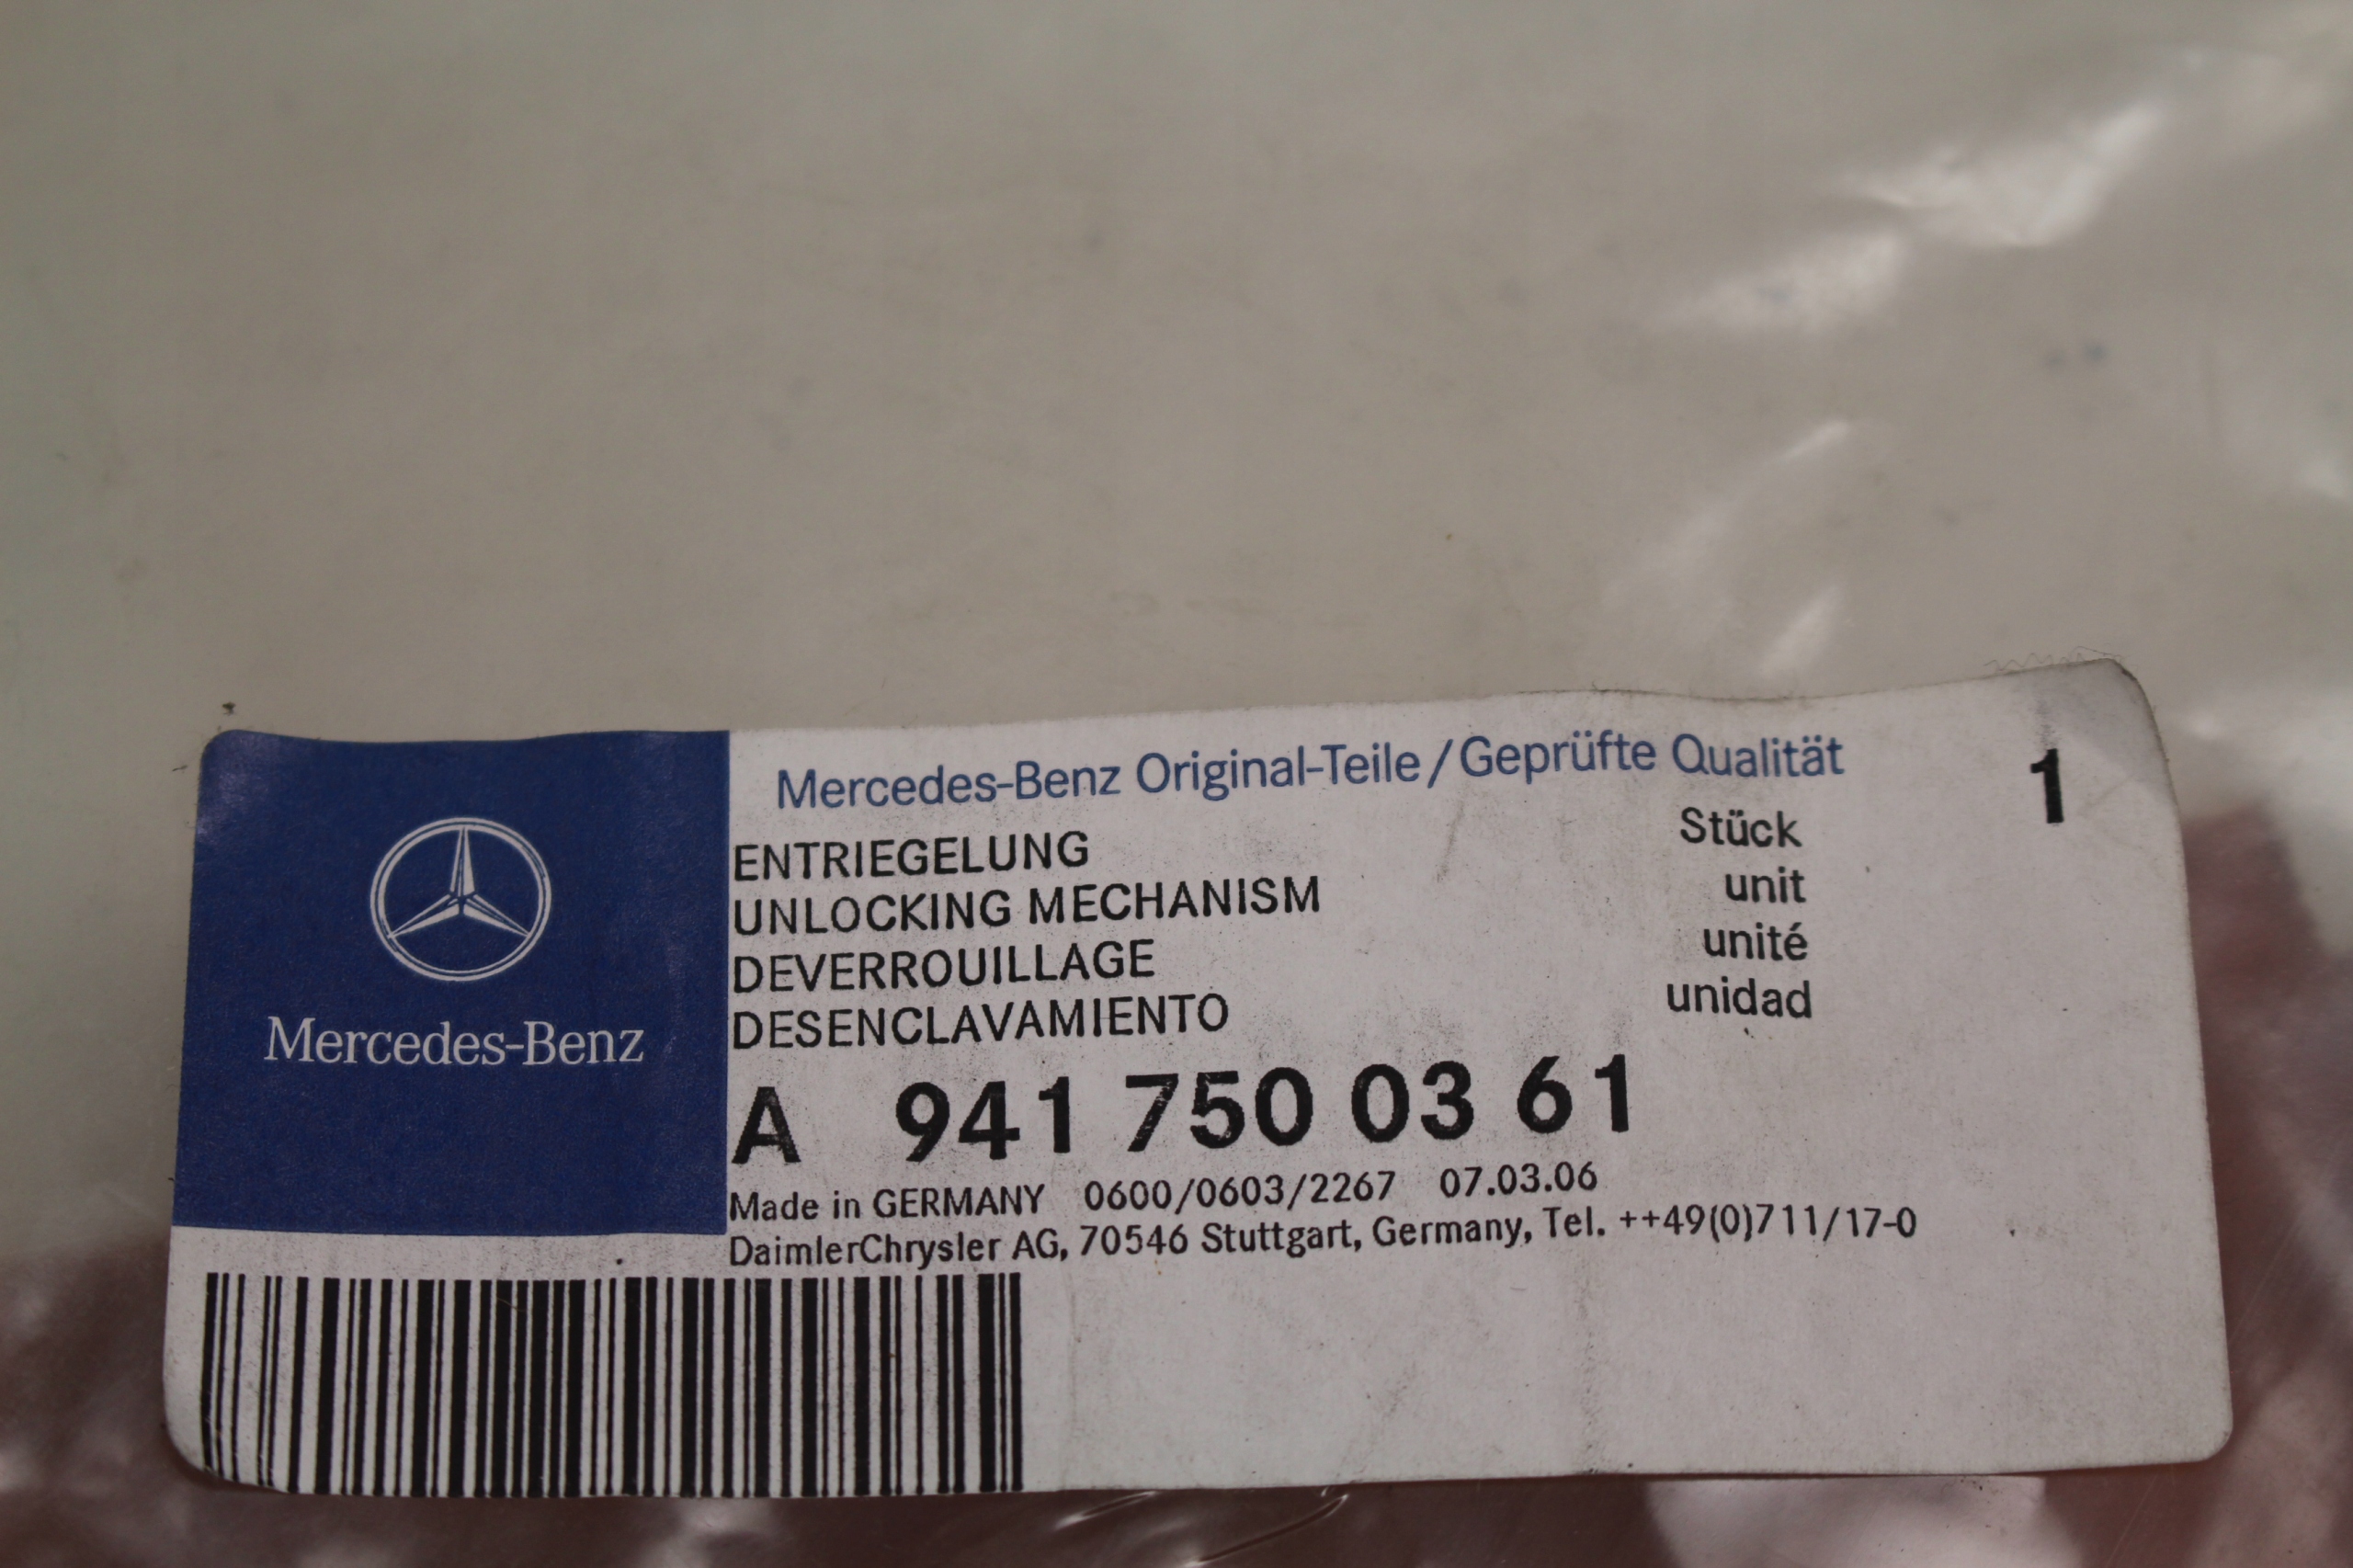 Mercedes-Benz
Mercedes-Benz Original-Teile/Geprüfte Qualität
ENTRIEGELUNG Stück 1
UNLOCKING MECHANISM unit
DEVERROUILLAGE unité
DESENCLAVAMIENTO unidad
A 941 750 03 61
Made in GERMANY 0600/0603/2267 07.03.06
DaimlerChrysler AG, 70546 Stuttgart, Germany, Tel. ++49(0)711/17-0